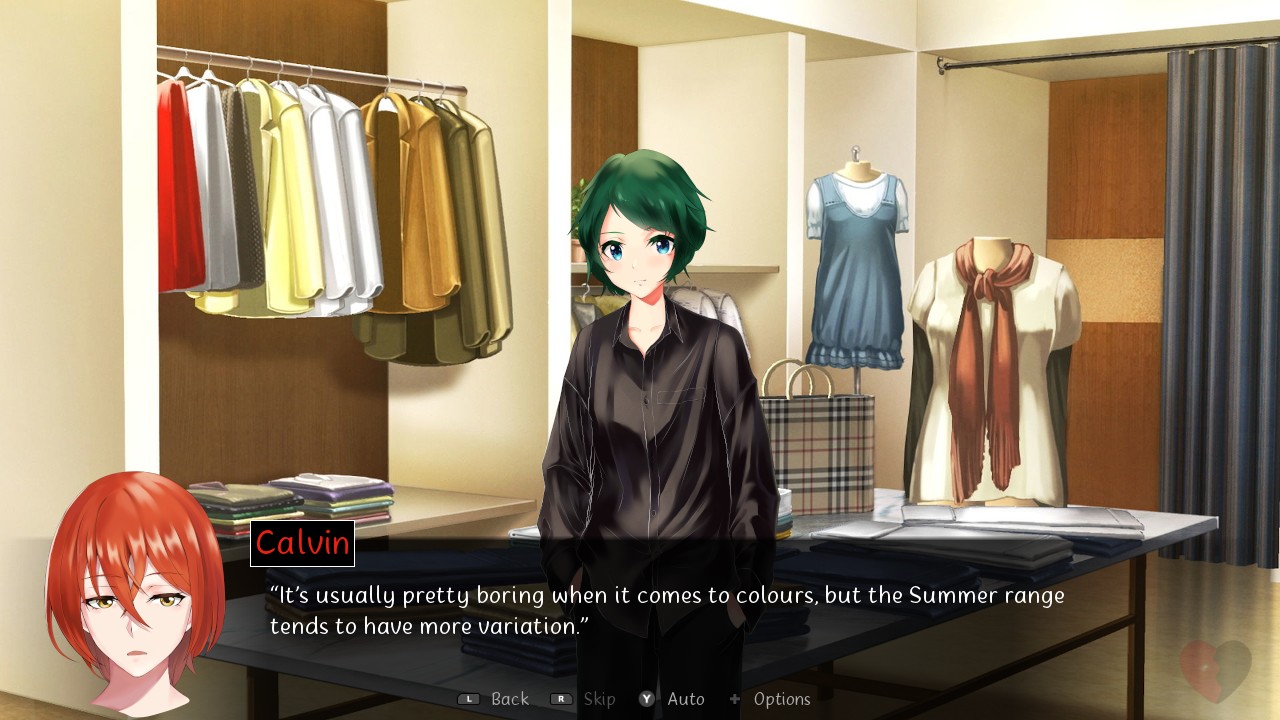 Calvin
“It’s usually pretty boring when it comes to colours, but the Summer range
tends to have more variation.”
L Back R Skip Y Auto + Options